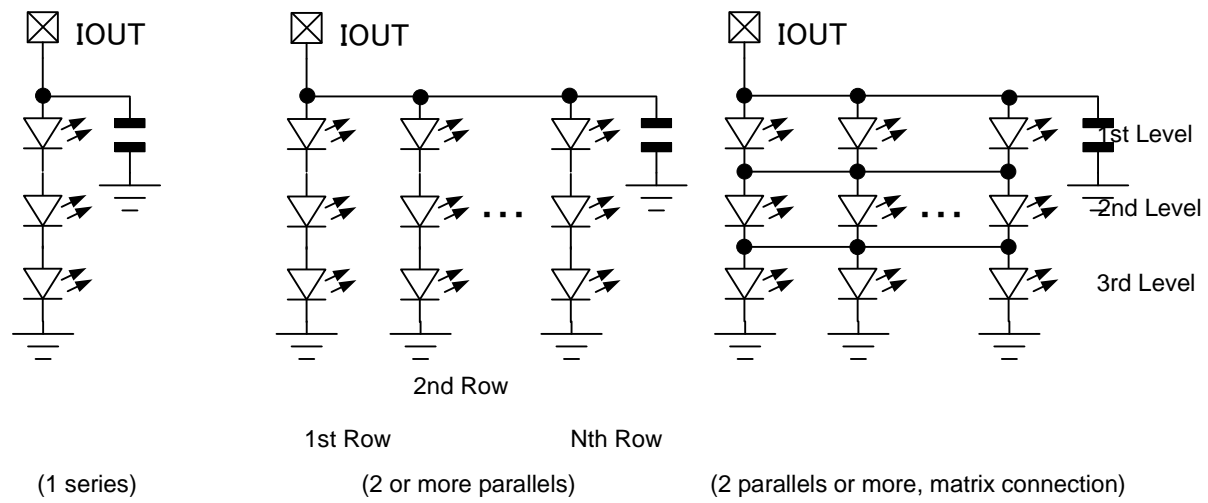 IOUT
IOUT
IOUT
1st Level
2nd Level
3rd Level
...
...
2nd Row
1st Row
Nth Row
(1 series)
(2 or more parallels)
(2 parallels or more, matrix connection)